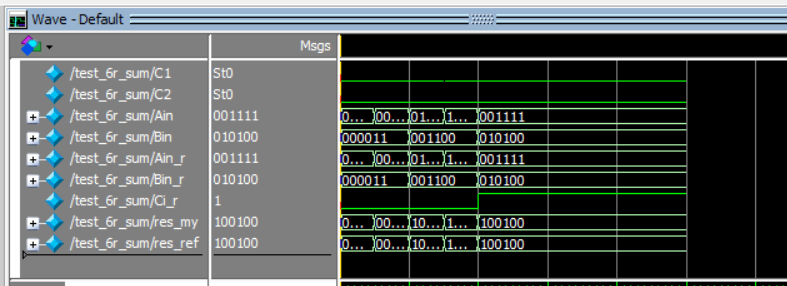 Wave - Default
Msgs
/test_6r_sum/C1 St0
/test_6r_sum/C2 St0
/test_6r_sum/Ain 001111 0... 00... 01... 1... 001111
/test_6r_sum/Bin 010100 000011 001100 010100
/test_6r_sum/Ain_r 001111 0... 00... 01... 1... 001111
/test_6r_sum/Bin_r 010100 000011 001100 010100
/test_6r_sum/Ci_r 1
/test_6r_sum/res_my 100100 0... 00... 10... 1... 100100
/test_6r_sum/res_ref 100100 0... 00... 10... 1... 100100